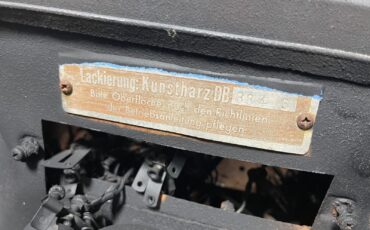 Lackierung: Kunstharz DB
Bitte Oberfläche nach den Richtlinien
der Betriebsanleitung pflegen